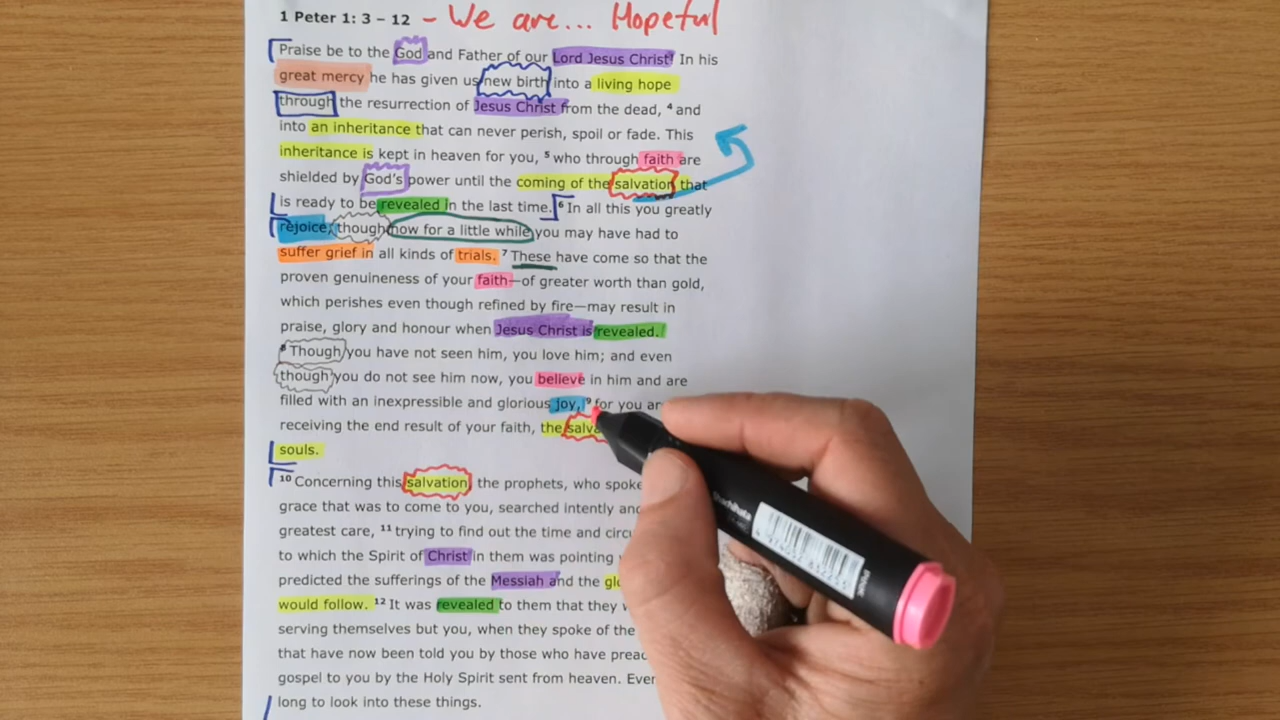 1 Peter 1: 3 – 12 – We are... Hopeful
Praise be to the God and Father of our Lord Jesus Christ! In his
great mercy he has given us new birth into a living hope
through the resurrection of Jesus Christ from the dead, ⁴ and
into an inheritance that can never perish, spoil or fade. This
inheritance is kept in heaven for you, ⁵ who through faith are
shielded by God's power until the coming of the salvation that
is ready to be revealed in the last time. ⁶ In all this you greatly
rejoice, though now for a little while you may have had to
suffer grief in all kinds of trials. ⁷ These have come so that the
proven genuineness of your faith—of greater worth than gold,
which perishes even though refined by fire—may result in
praise, glory and honour when Jesus Christ is revealed.
⁸ Though you have not seen him, you love him; and even
though you do not see him now, you believe in him and are
filled with an inexpressible and glorious joy, ⁹ for you
receiving the end result of your faith, the
souls.
¹⁰ Concerning this salvation, the prophets, who spoke
grace that was to come to you, searched intently and
greatest care, ¹¹ trying to find out the time and
to which the Spirit of Christ in them was pointing
predicted the sufferings of the Messiah and the
would follow. ¹² It was revealed to them that they
serving themselves but you, when they spoke of the
that have now been told you by those who have
gospel to you by the Holy Spirit sent from heaven.
long to look into these things.